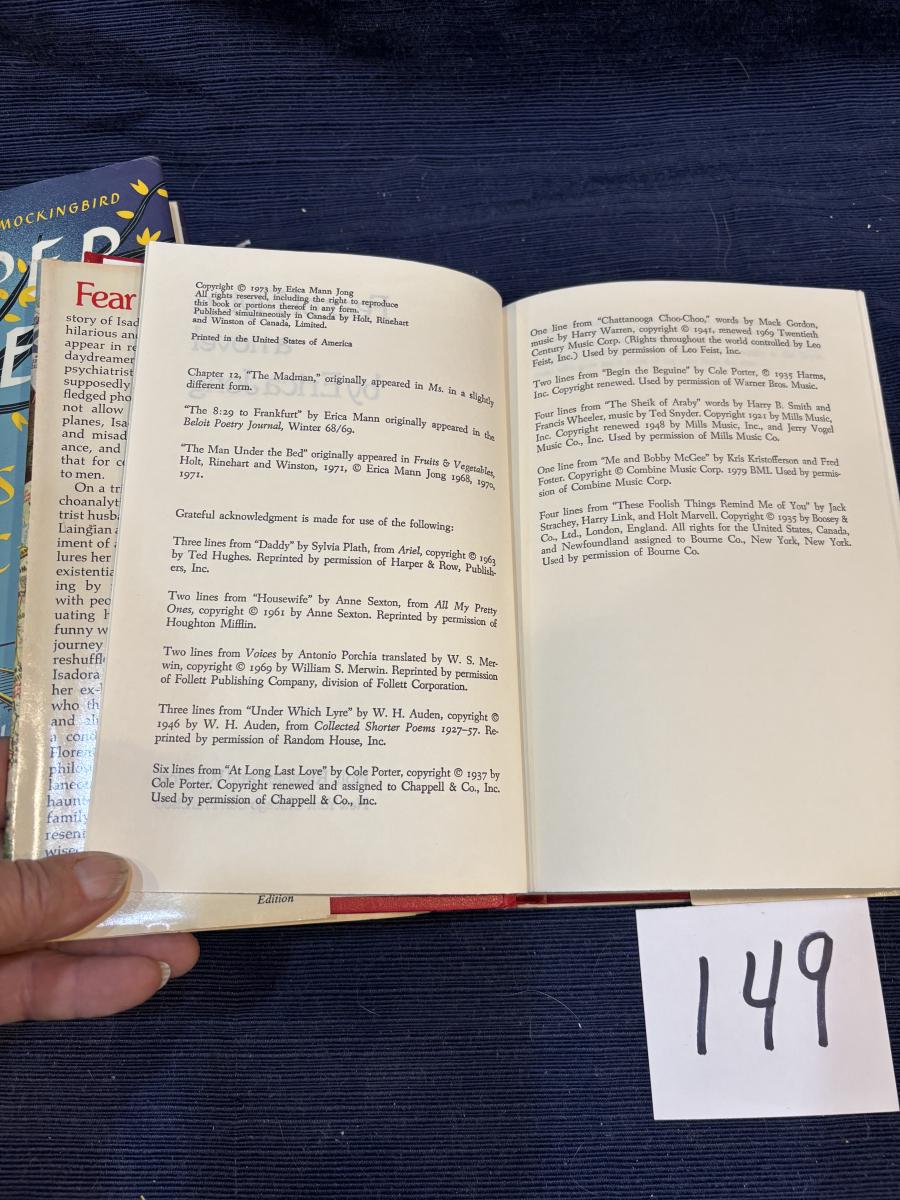 MOCKINGBIRD
Fear
story of Isad
hilarious an
appear in re
daydreamer
psychiatrist
supposedly
fledged pho
not allow
planes, Isa
and misad
ance, and
that for c
to men.
On a tr
choanalyt
trist husb
Laingian
iment of
lures her
existentia
ing by
with peo
uating h
funny w
journey
reshuffl
Isadora
her ex-
who th
and
a cond
Floren
philos
taneou
haunt
family
resent
wise
Edition
Copyright © 1973 by Erica Mann Jong
All rights reserved, including the right to reproduce
this book or portions thereof in any form.
Published simultaneously in Canada by Holt, Rinehart
and Winston of Canada, Limited.
Printed in the United States of America
Chapter 12, "The Madman," originally appeared in Ms. in a slightly
different form.
"The 8:29 to Frankfurt" by Erica Mann originally appeared in the
Beloit Poetry Journal, Winter 68/69.
"The Man Under the Bed" originally appeared in Fruits & Vegetables,
Holt, Rinehart and Winston, 1971, © Erica Mann Jong 1968, 1970,
1971.
Grateful acknowledgment is made for use of the following:
Three lines from "Daddy" by Sylvia Plath, from Ariel, copyright © 1963
by Ted Hughes. Reprinted by permission of Harper & Row, Publish-
ers, Inc.
Two lines from "Housewife" by Anne Sexton, from All My Pretty
Ones, copyright © 1961 by Anne Sexton. Reprinted by permission of
Houghton Mifflin.
Two lines from Voices by Antonio Porchia translated by W. S. Mer-
win, copyright © 1969 by William S. Merwin. Reprinted by permission
of Follett Publishing Company, division of Follett Corporation.
Three lines from "Under Which Lyre" by W. H. Auden, copyright ©
1946 by W. H. Auden, from Collected Shorter Poems 1927–57. Re-
printed by permission of Random House, Inc.
Six lines from "At Long Last Love" by Cole Porter, copyright © 1937 by
Cole Porter. Copyright renewed and assigned to Chappell & Co., Inc.
Used by permission of Chappell & Co., Inc.
One line from "Chattanooga Choo-Choo," words by Mack Gordon,
music by Harry Warren, copyright © 1941, renewed 1969 Twentieth
Century Music Corp. (Rights throughout the world controlled by Leo
Feist, Inc.) Used by permission of Leo Feist, Inc.
Two lines from "Begin the Beguine" by Cole Porter, © 1935 Harms,
Inc. Copyright renewed. Used by permission of Warner Bros. Music.
Four lines from "The Sheik of Araby" words by Harry B. Smith and
Francis Wheeler, music by Ted Snyder. Copyright 1921 by Mills Music,
Inc. Copyright renewed 1948 by Mills Music, Inc., and Jerry Vogel
Music Co., Inc. Used by permission of Mills Music Co.
One line from "Me and Bobby McGee" by Kris Kristofferson and Fred
Foster. Copyright © Combine Music Corp. 1979 BML Used by permis-
sion of Combine Music Corp.
Four lines from "These Foolish Things Remind Me of You" by Jack
Strachey, Harry Link, and Holt Marvell. Copyright © 1935 by Boosey &
Co., Ltd., London, England. All rights for the United States, Canada,
and Newfoundland assigned to Bourne Co., New York, New York.
Used by permission of Bourne Co.
149